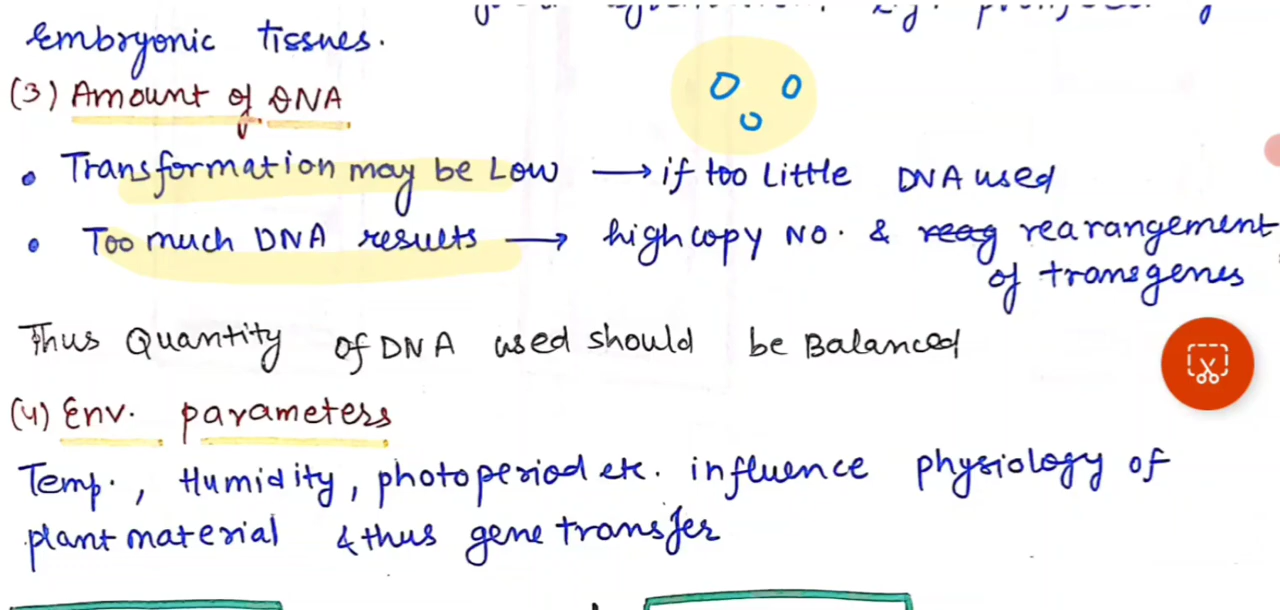 embryonic tissues.
(3) Amount of DNA
• Transformation may be Low → if too Little DNA used
• Too much DNA results → high copy No. & reag rearangement
of transgenes
Thus Quantity of DNA used should be Balanced
(4) Env. parameters
Temp., Humidity, photoperiod etc. influence physiology of
plant material & thus gene transfer